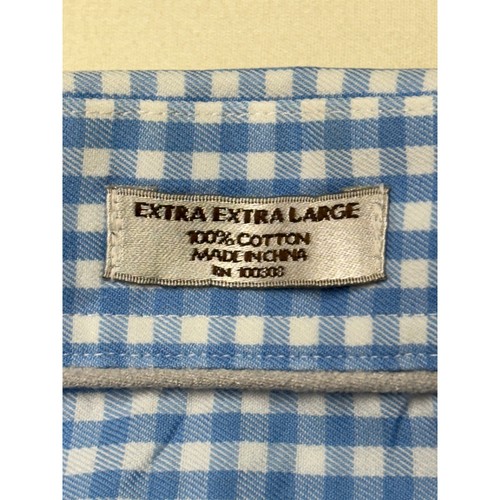 EXTRA EXTRA LARGE
100% COTTON
MADE IN CHINA
RN 100308